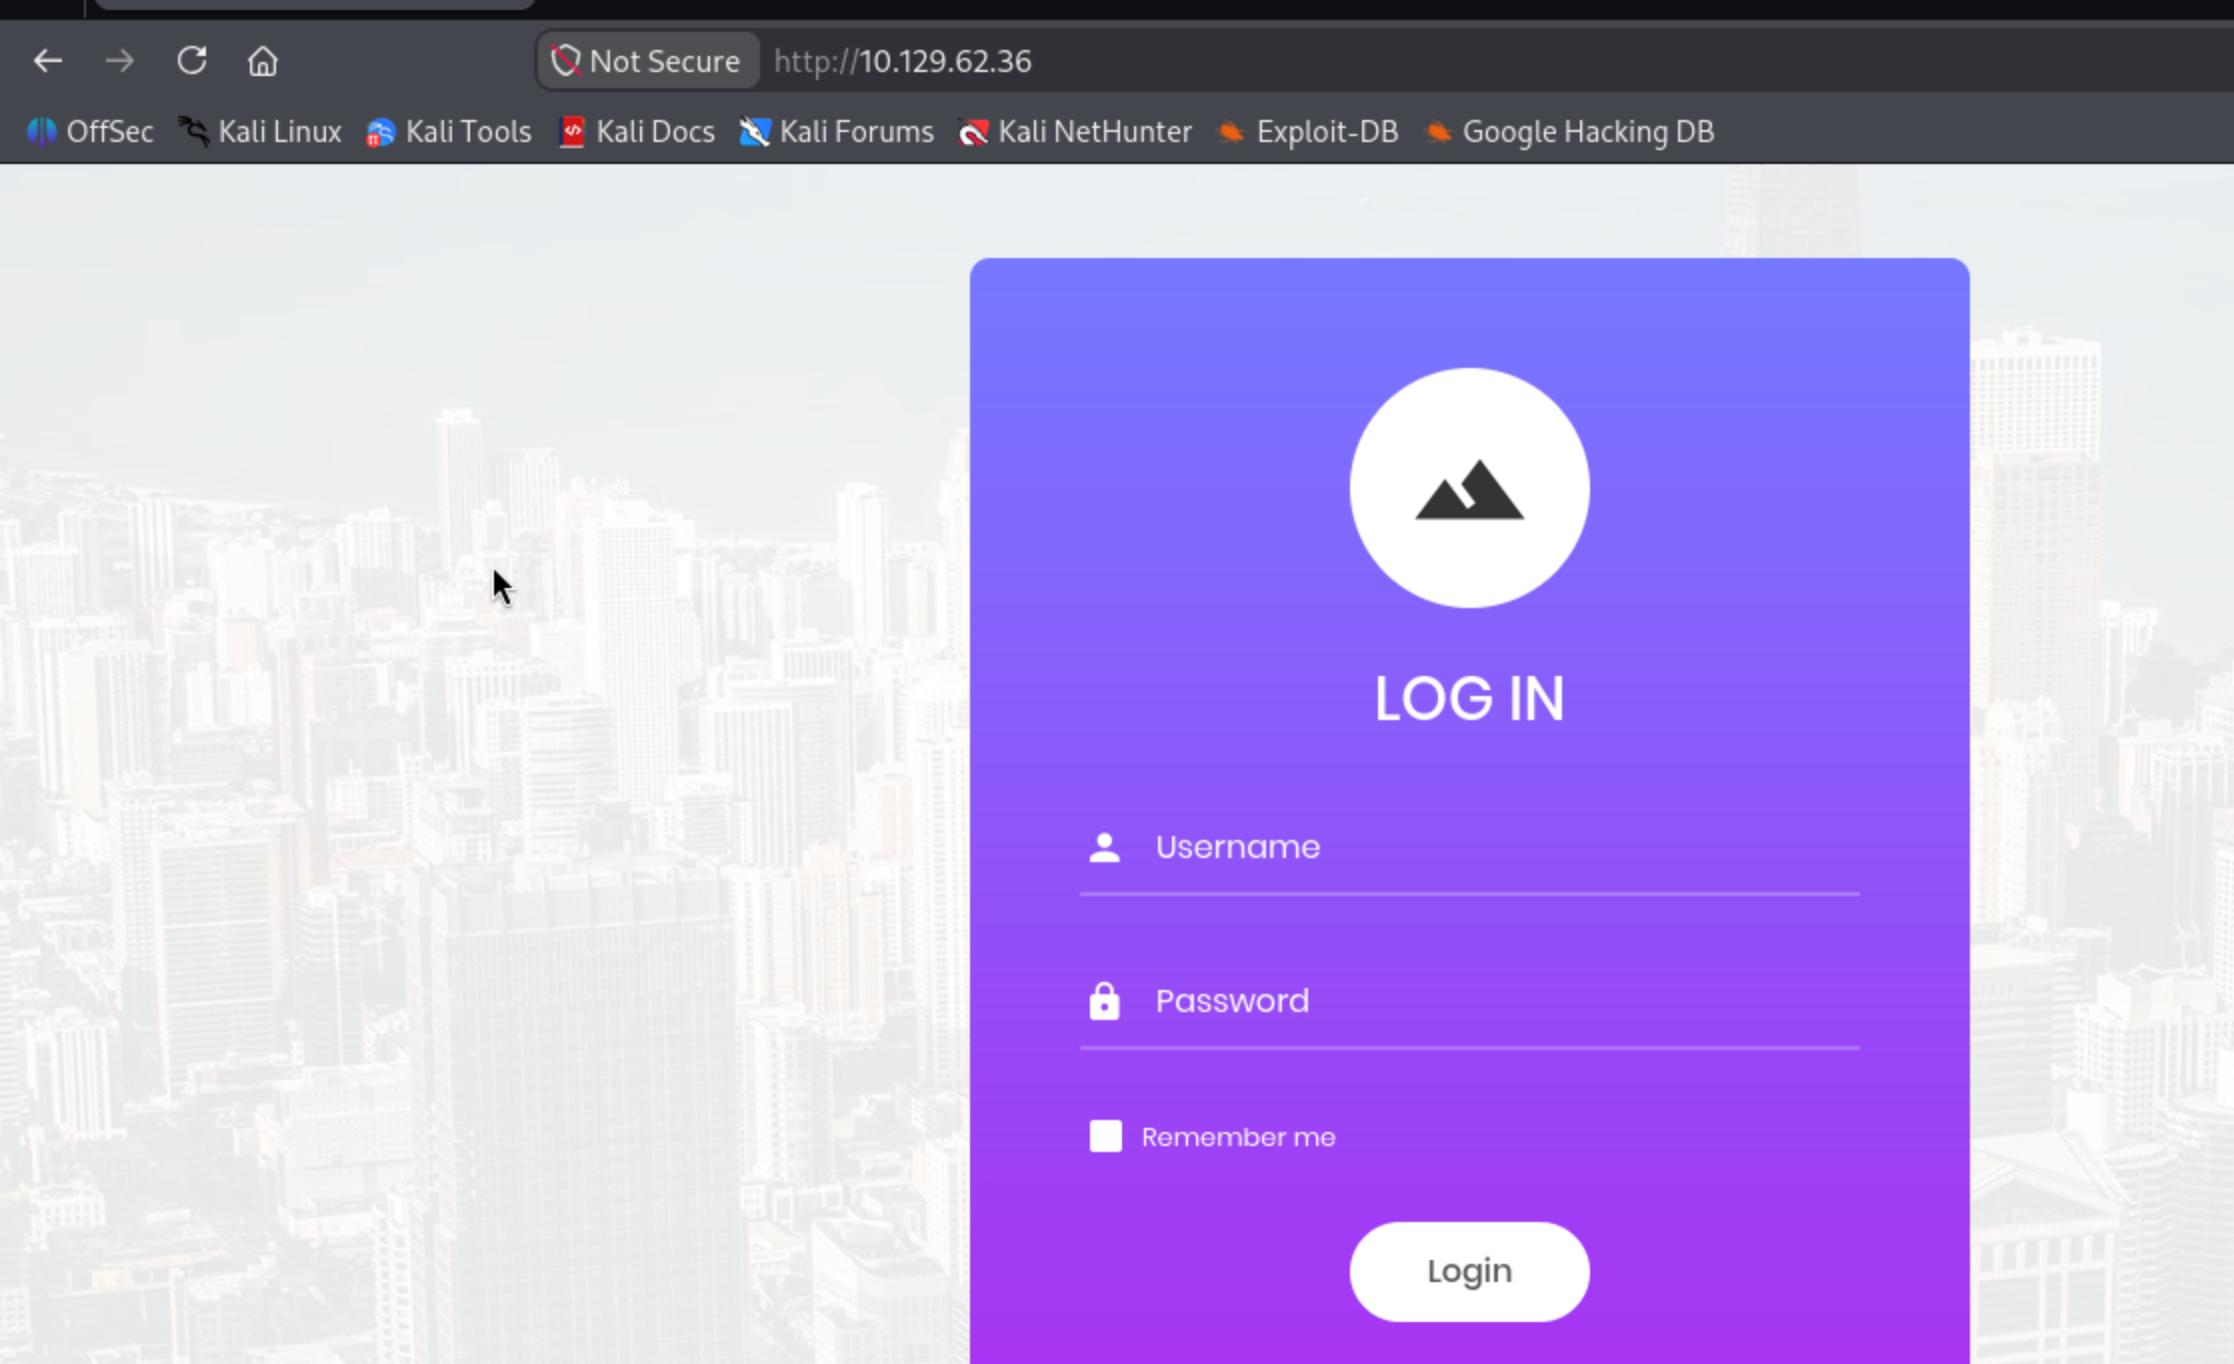 Not Secure http://10.129.62.36
OffSec Kali Linux Kali Tools Kali Docs Kali Forums Kali NetHunter Exploit-DB Google Hacking DB
LOG IN
Username
Password
Remember me
Login